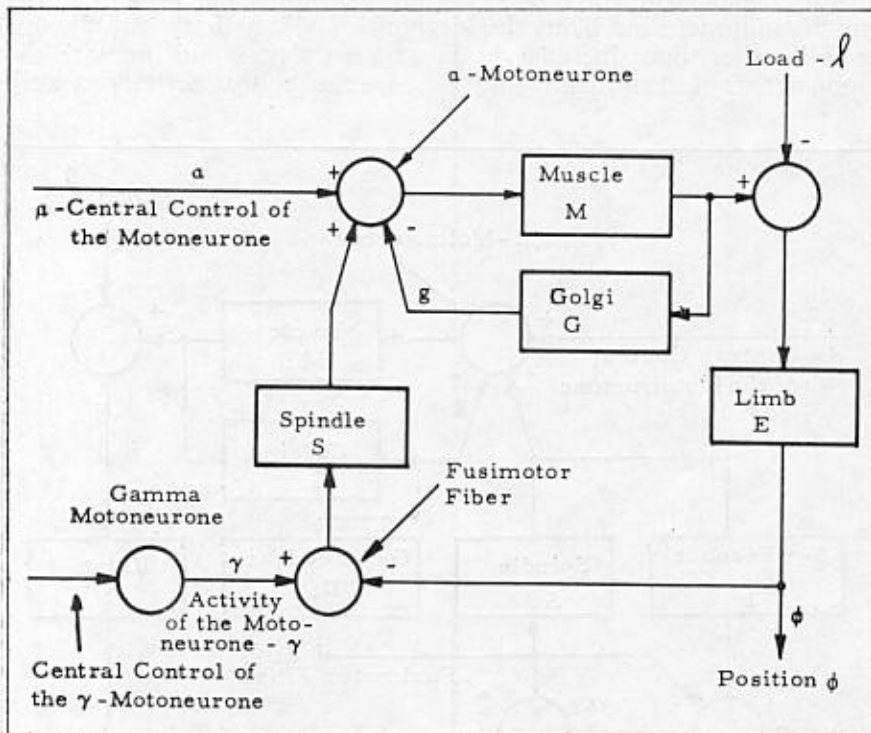 α-Motoneurone
Load - ℓ
α
+
-
+
Muscle
M
+
α-Central Control of
the Motoneurone
+
-
g
Golgi
G
Spindle
S
Limb
E
Fusimotor
Fiber
Gamma
Motoneurone
γ
+
-
Activity
of the Moto-
neurone - γ
ϕ
Central Control of
the γ-Motoneurone
Position ϕ